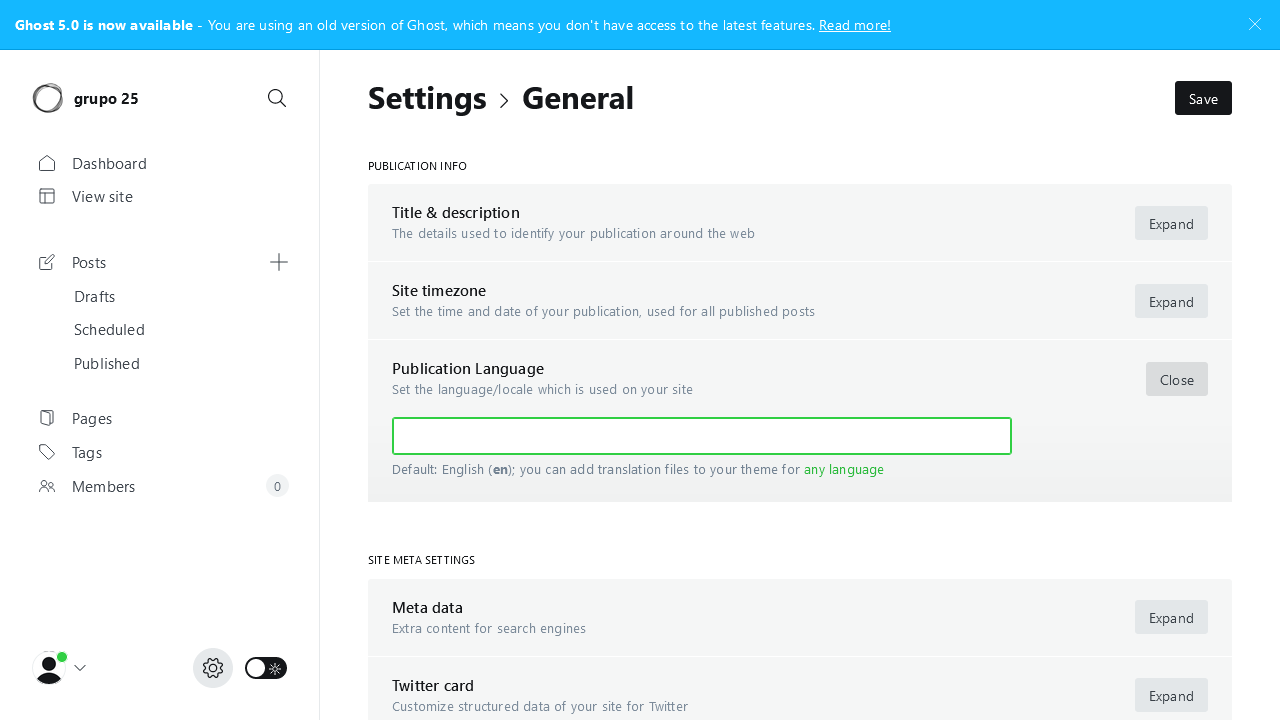 Ghost 5.0 is now available - You are using an old version of Ghost, which means you don't have access to the latest features. Read more!
grupo 25
Dashboard
View site
Posts
Drafts
Scheduled
Published
Pages
Tags
Members
0
Settings > General
Save
PUBLICATION INFO
Title & description
The details used to identify your publication around the web
Expand
Site timezone
Set the time and date of your publication, used for all published posts
Expand
Publication Language
Set the language/locale which is used on your site
Close
Default: English (en); you can add translation files to your theme for any language
SITE META SETTINGS
Meta data
Extra content for search engines
Expand
Twitter card
Customize structured data of your site for Twitter
Expand